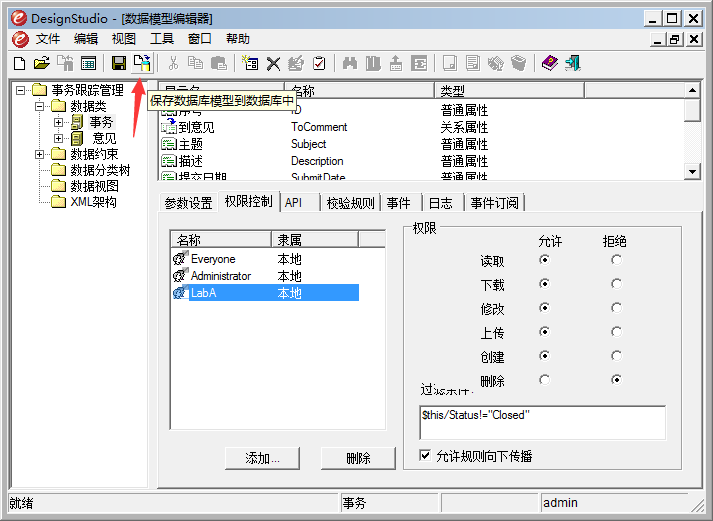 DesignStudio - [数据模型编辑器]
文件 编辑 视图 工具 窗口 帮助
保存数据库模型到数据库中
事务跟踪管理
数据类
事务
意见
数据约束
数据分类树
数据视图
XML架构
显示名 名称 类型
序号 ID 普通属性
到意见 ToComment 关系属性
主题 Subject 普通属性
描述 Description 普通属性
提交日期 SubmitDate 普通属性
参数设置 权限控制 API 校验规则 事件 日志 事件订阅
名称 隶属
Everyone 本地
Administrator 本地
LabA 本地
添加... 删除
权限
允许 拒绝
读取
下载
修改
上传
创建
删除
过滤条件:
$this/Status!="Closed"
允许规则向下传播
就绪 事务 admin